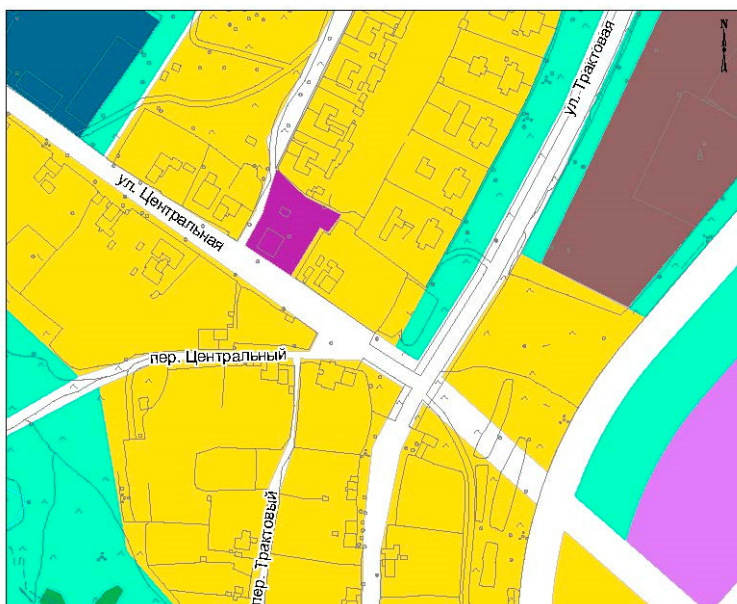 N
ул. Трактовая
ул. Центральная
пер. Центральный
пер. Трактовый